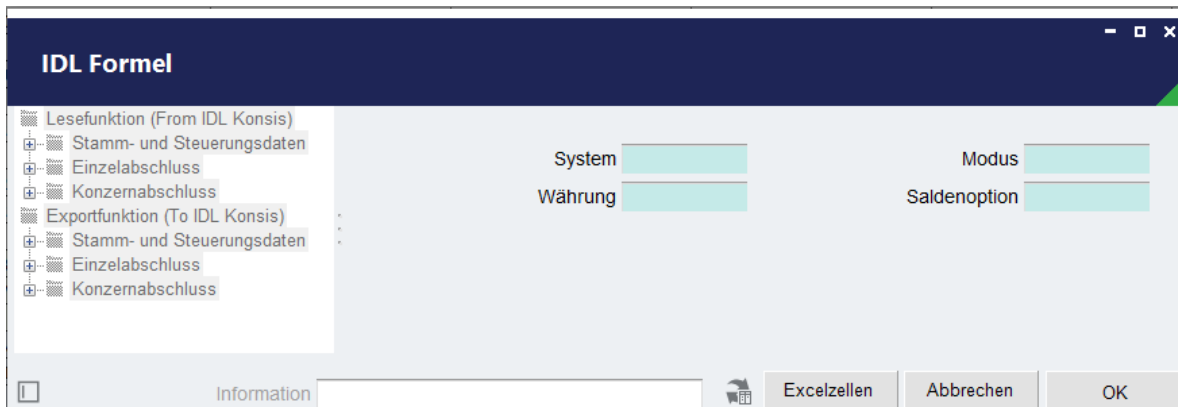 IDL Formel
Lesefunktion (From IDL Konsis)
Stamm- und Steuerungsdaten
Einzelabschluss
Konzernabschluss
Exportfunktion (To IDL Konsis)
Stamm- und Steuerungsdaten
Einzelabschluss
Konzernabschluss
System
Modus
Währung
Saldenoption
Information
Excelzellen
Abbrechen
OK